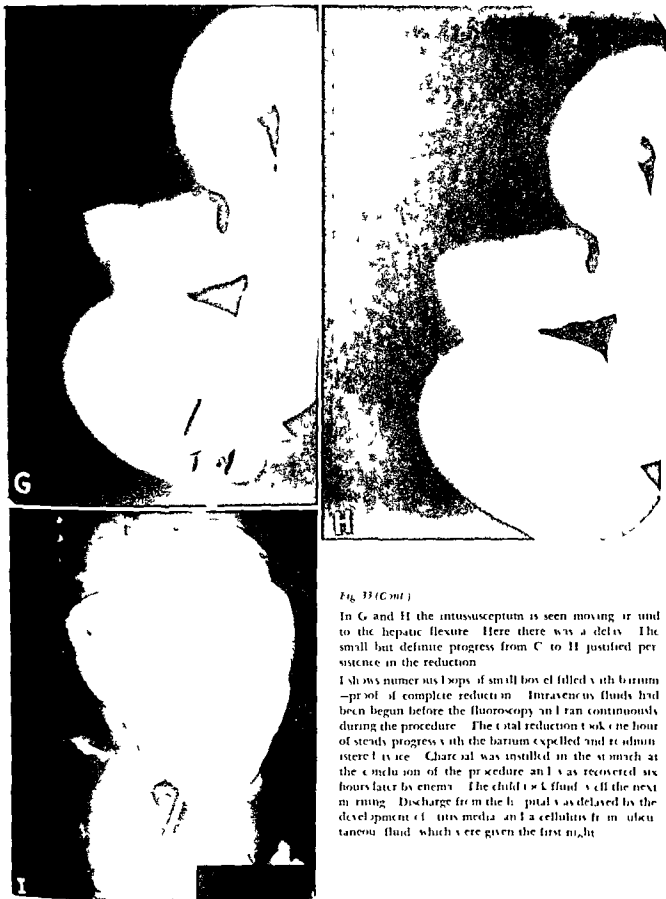 G
H
I
Fig 33 (Cont)
In G and H the intussusceptum is seen moving
to the hepatic flexure Here there was a delay The
small but definite progress from to H justified per
sistence in the reduction
I shows numerous loops of small bowel filled with barium
–proof of complete reduction Intravenous fluids had
been begun before the fluoroscopy and ran continuously
during the procedure The total reduction took one hour
of steady progress with the barium expelled and readmin
istered twice Charcoal was instilled in the stomach at
the conclusion of the procedure and was recovered six
hours later by enema The child took fluids well the next
morning Discharge from the hospital was delayed by the
development of otitis media and a cellulitis from subcu
taneous fluid which were given the first night